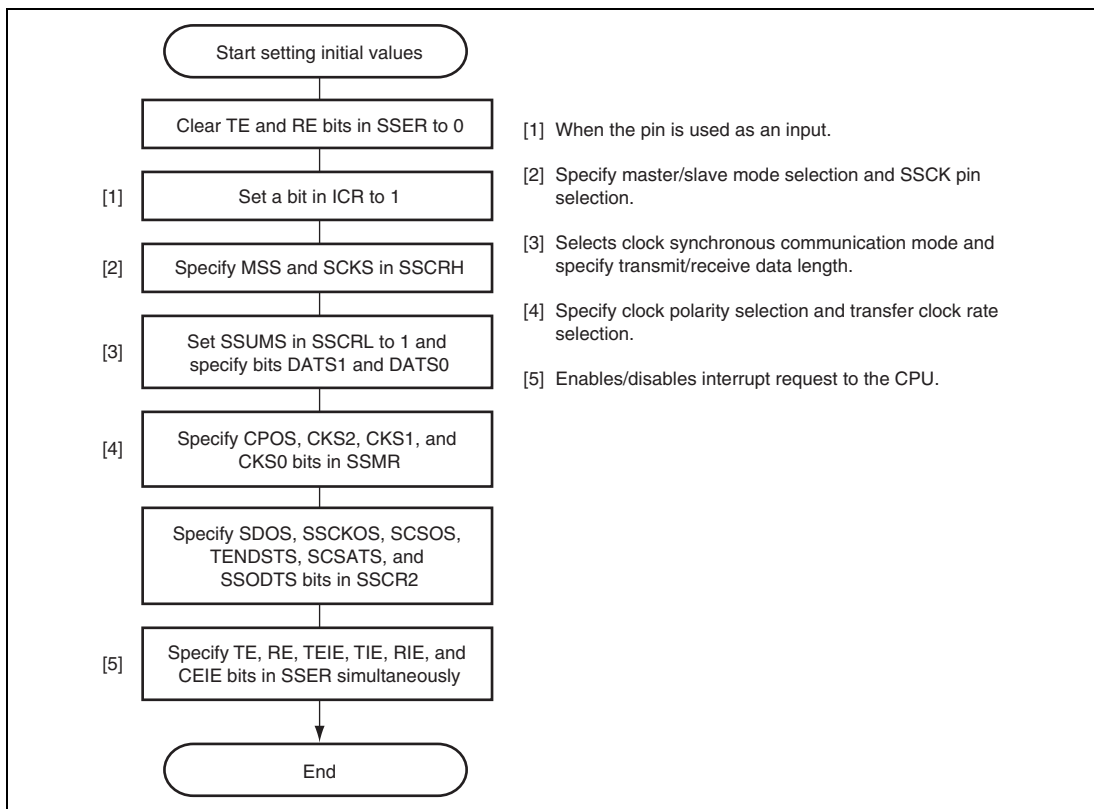 Start setting initial values
Clear TE and RE bits in SSER to 0
[1] Set a bit in ICR to 1
[2] Specify MSS and SCKS in SSCRH
[3] Set SSUMS in SSCRL to 1 and
specify bits DATS1 and DATS0
[4] Specify CPOS, CKS2, CKS1, and
CKS0 bits in SSMR
Specify SDOS, SSCKOS, SCSOS,
TENDSTS, SCSATS, and
SSODTS bits in SSCR2
[5] Specify TE, RE, TEIE, TIE, RIE, and
CEIE bits in SSER simultaneously
End
[1] When the pin is used as an input.
[2] Specify master/slave mode selection and SSCK pin
selection.
[3] Selects clock synchronous communication mode and
specify transmit/receive data length.
[4] Specify clock polarity selection and transfer clock rate
selection.
[5] Enables/disables interrupt request to the CPU.